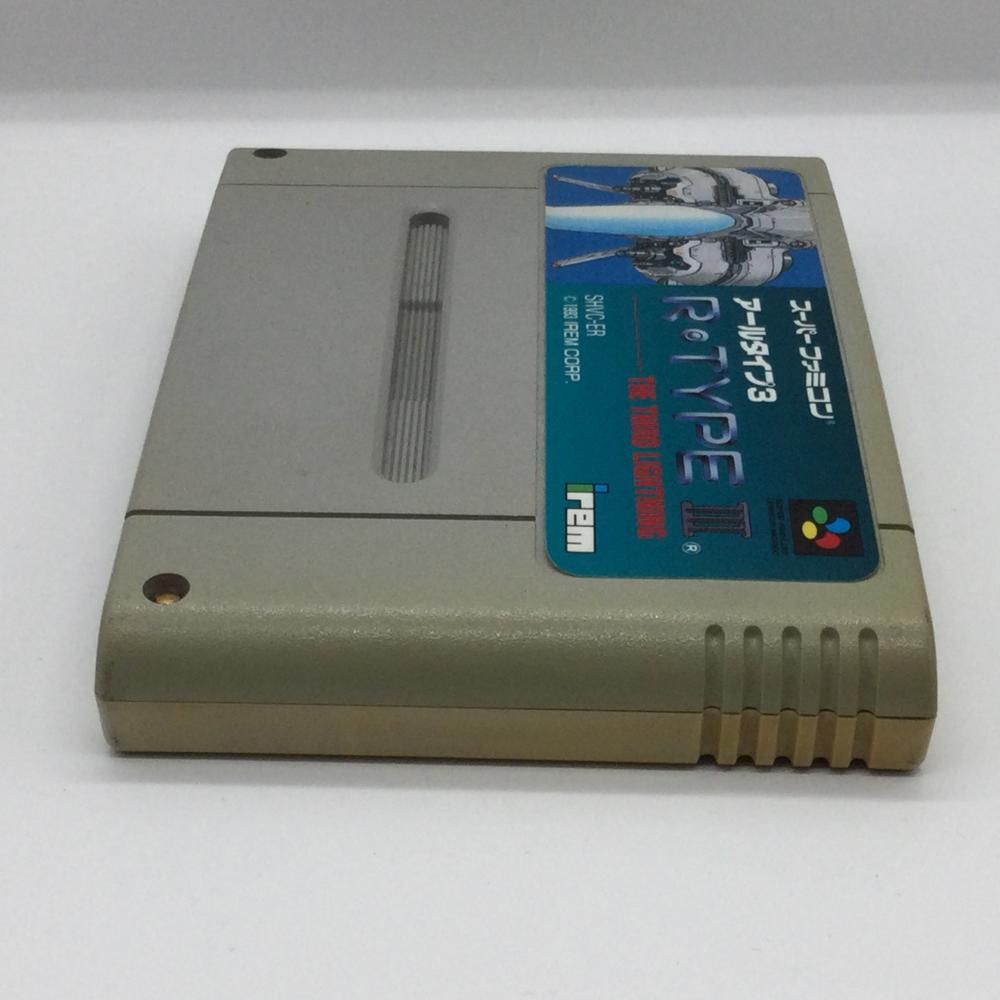 スーパーファミコン®
アールタイプ3
R·TYPE III®
THE THIRD LIGHTNING
SHVC-ER
© 1993 IREM CORP.
irem